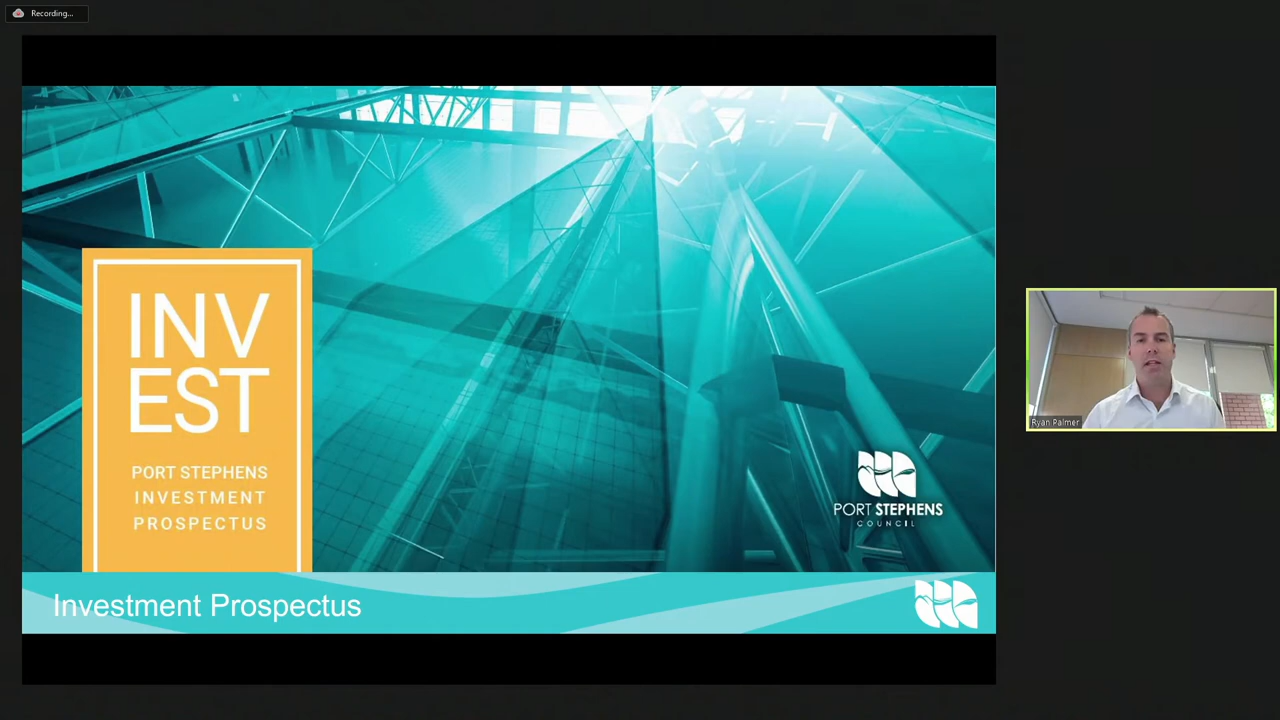 Recording...
INV
EST
PORT STEPHENS
INVESTMENT
PROSPECTUS
PORT STEPHENS
COUNCIL
Investment Prospectus
Ryan Palmer